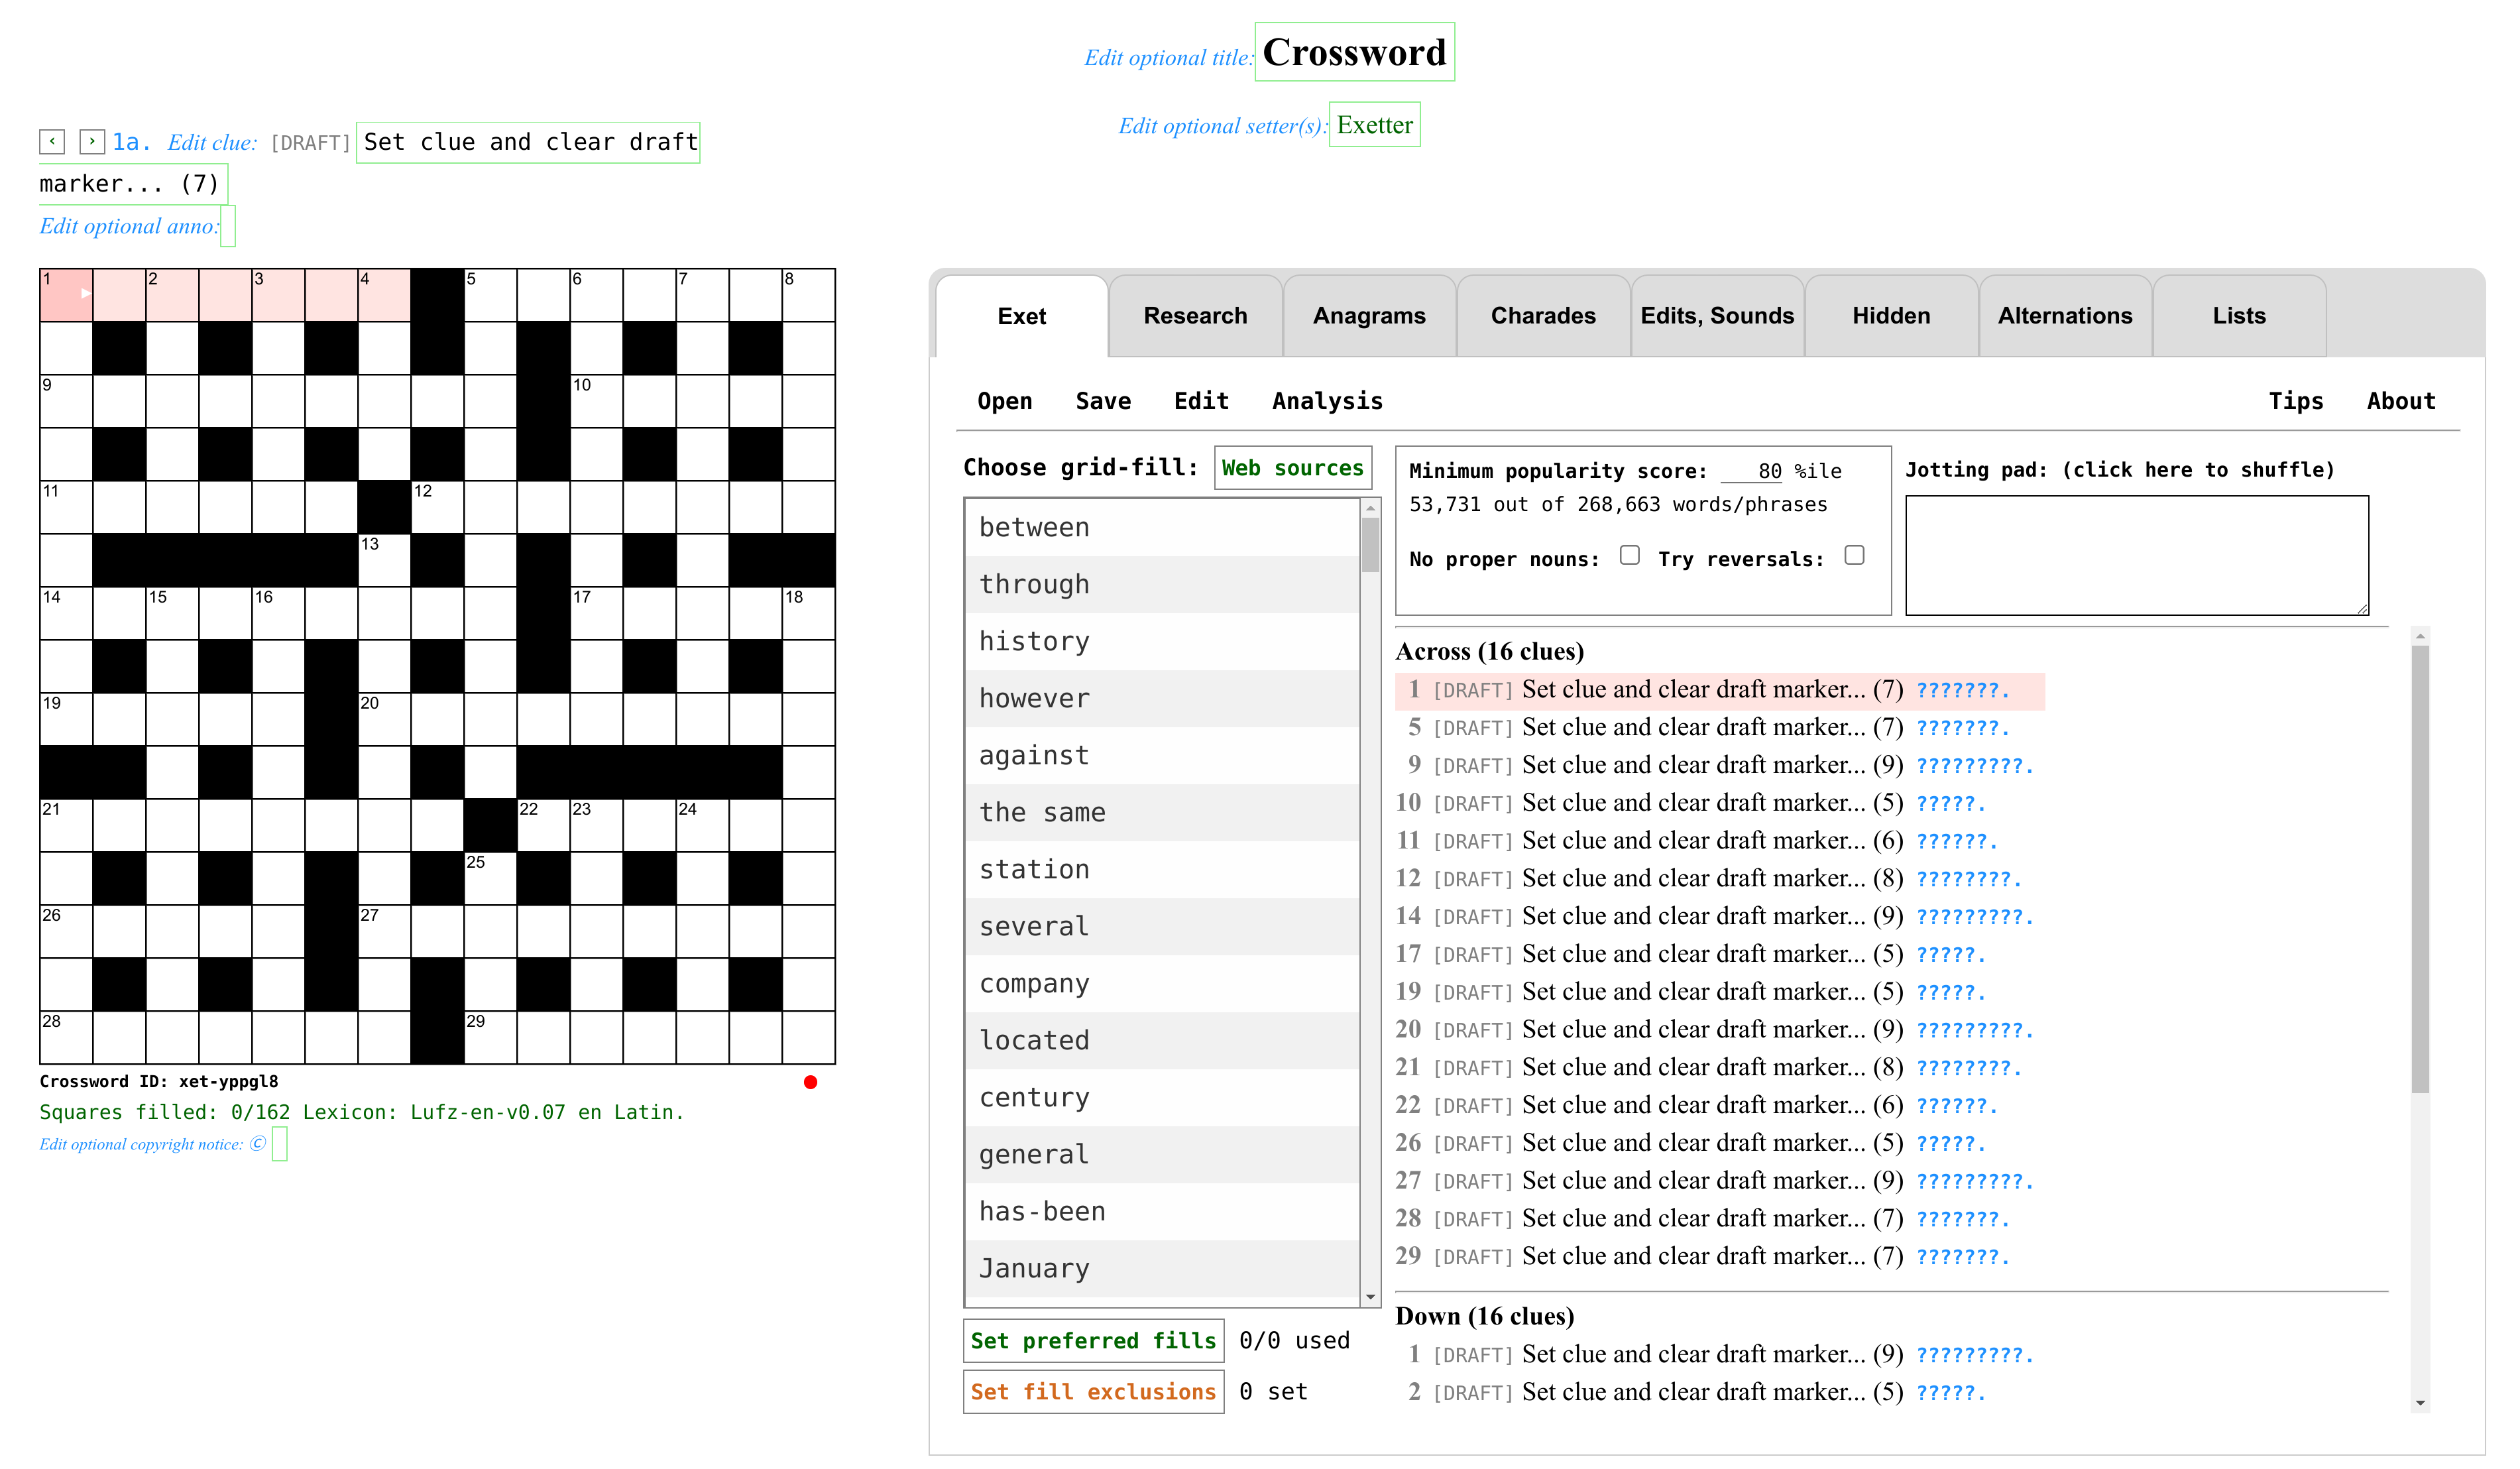 Edit optional title: Crossword
Edit optional setter(s): Exetter
‹ › 1a. Edit clue: [DRAFT] Set clue and clear draft
marker... (7)
Edit optional anno:
1 2 3 4 5 6 7 8
9 10
11 12
13
14 15 16 17 18
19 20
21 22 23 24
25
26 27
28 29
Crossword ID: xet-yppgl8
Squares filled: 0/162 Lexicon: Lufz-en-v0.07 en Latin.
Edit optional copyright notice: ©
Exet Research Anagrams Charades Edits, Sounds Hidden Alternations Lists
Open Save Edit Analysis Tips About
Choose grid-fill: Web sources
between
through
history
however
against
the same
station
several
company
located
century
general
has-been
January
Set preferred fills 0/0 used
Set fill exclusions 0 set
Minimum popularity score: 80 %ile
53,731 out of 268,663 words/phrases
No proper nouns: Try reversals:
Jotting pad: (click here to shuffle)
Across (16 clues)
1 [DRAFT] Set clue and clear draft marker... (7) ???????.
5 [DRAFT] Set clue and clear draft marker... (7) ???????.
9 [DRAFT] Set clue and clear draft marker... (9) ?????????.
10 [DRAFT] Set clue and clear draft marker... (5) ?????.
11 [DRAFT] Set clue and clear draft marker... (6) ??????.
12 [DRAFT] Set clue and clear draft marker... (8) ????????.
14 [DRAFT] Set clue and clear draft marker... (9) ?????????.
17 [DRAFT] Set clue and clear draft marker... (5) ?????.
19 [DRAFT] Set clue and clear draft marker... (5) ?????.
20 [DRAFT] Set clue and clear draft marker... (9) ?????????.
21 [DRAFT] Set clue and clear draft marker... (8) ????????.
22 [DRAFT] Set clue and clear draft marker... (6) ??????.
26 [DRAFT] Set clue and clear draft marker... (5) ?????.
27 [DRAFT] Set clue and clear draft marker... (9) ?????????.
28 [DRAFT] Set clue and clear draft marker... (7) ???????.
29 [DRAFT] Set clue and clear draft marker... (7) ???????.
Down (16 clues)
1 [DRAFT] Set clue and clear draft marker... (9) ?????????.
2 [DRAFT] Set clue and clear draft marker... (5) ?????.